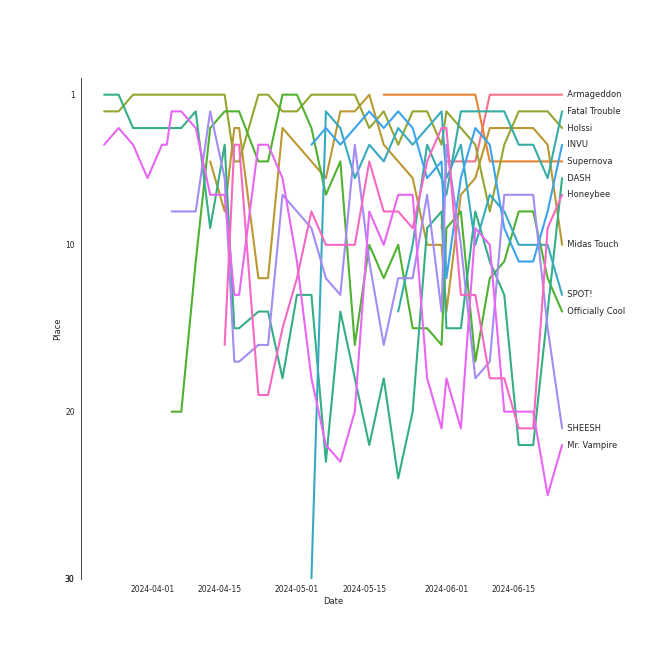 1
10
20
30
Place
Armageddon
Fatal Trouble
Holssi
INVU
Supernova
DASH
Honeybee
Midas Touch
SPOT!
Officially Cool
SHEESH
Mr. Vampire
2024-04-01 2024-04-15 2024-05-01 2024-05-15 2024-06-01 2024-06-15
Date